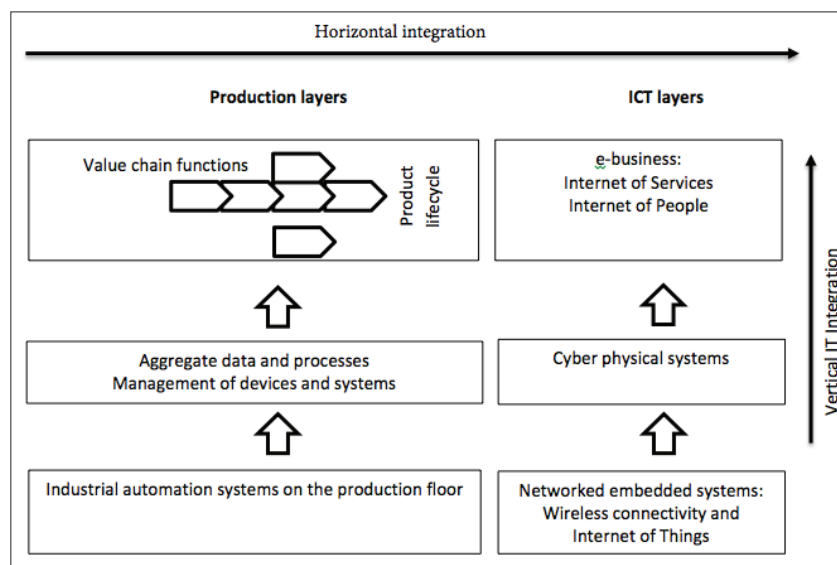 Horizontal integration
Production layers
ICT layers
Value chain functions
Product
lifecycle
e-business:
Internet of Services
Internet of People
Vertical IT Integration
Aggregate data and processes
Management of devices and systems
Cyber physical systems
Industrial automation systems on the production floor
Networked embedded systems:
Wireless connectivity and
Internet of Things